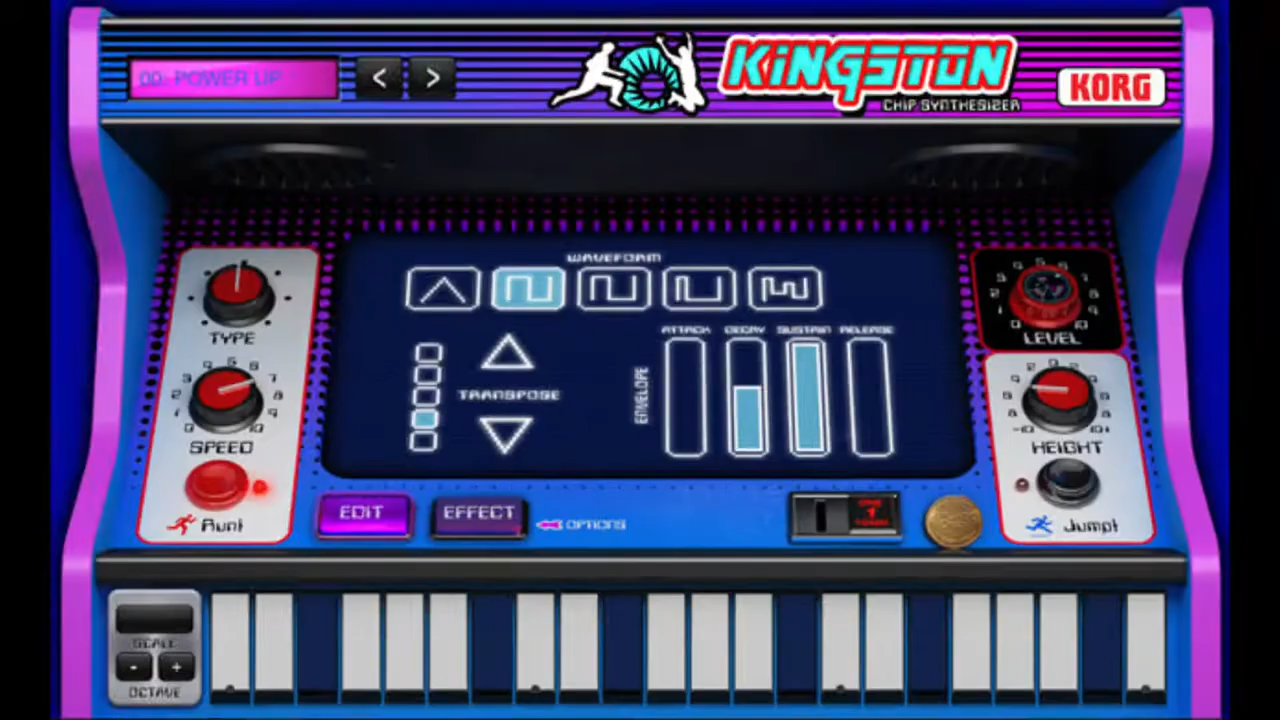 00: POWER UP
< >
KINGSTON
CHIP SYNTHESIZER
KORG
WAVEFORM
TYPE
SPEED
Run!
ATTACK DECAY SUSTAIN RELEASE
ENVELOPE
TRANSPOSE
LEVEL
HEIGHT
Jump!
EDIT
EFFECT
OPTIONS
SCALE
- +
OCTAVE